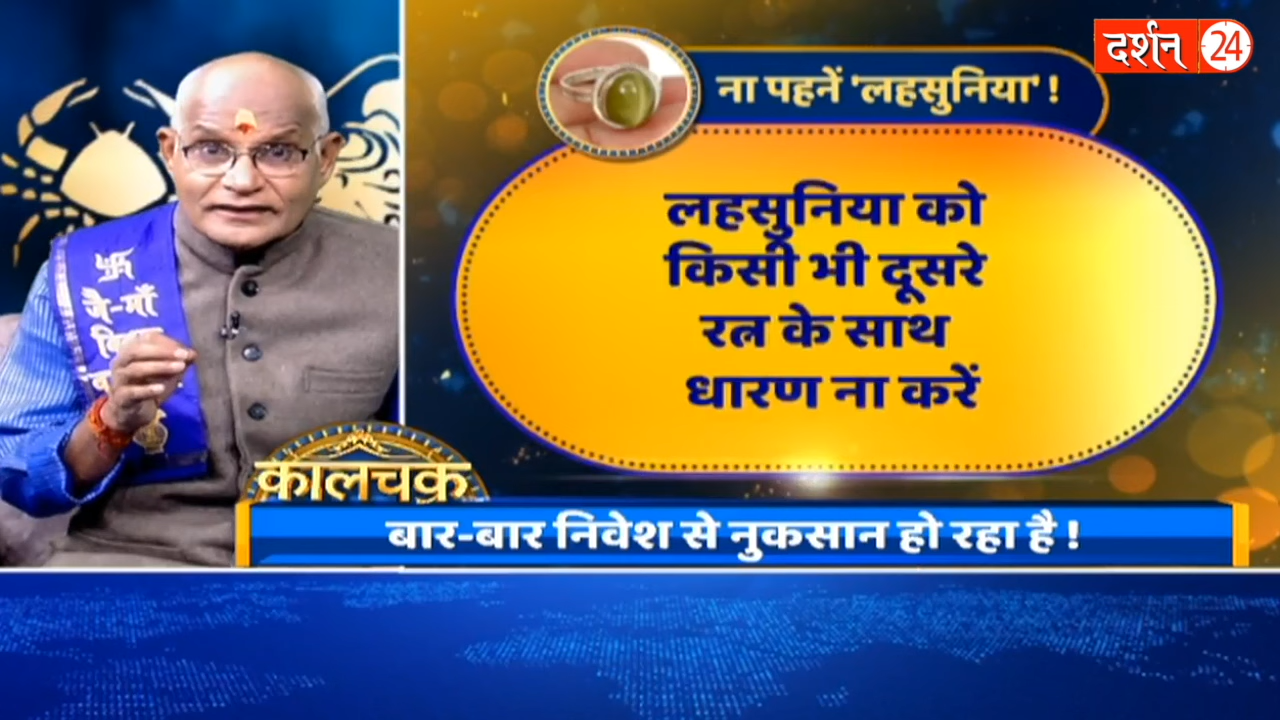 दर्शन 24
ना पहनें 'लहसुनिया' !
लहसुनिया को
किसी भी दूसरे
रत्न के साथ
धारण ना करें
जै-माँ
कालचक्र
बार-बार निवेश से नुकसान हो रहा है !